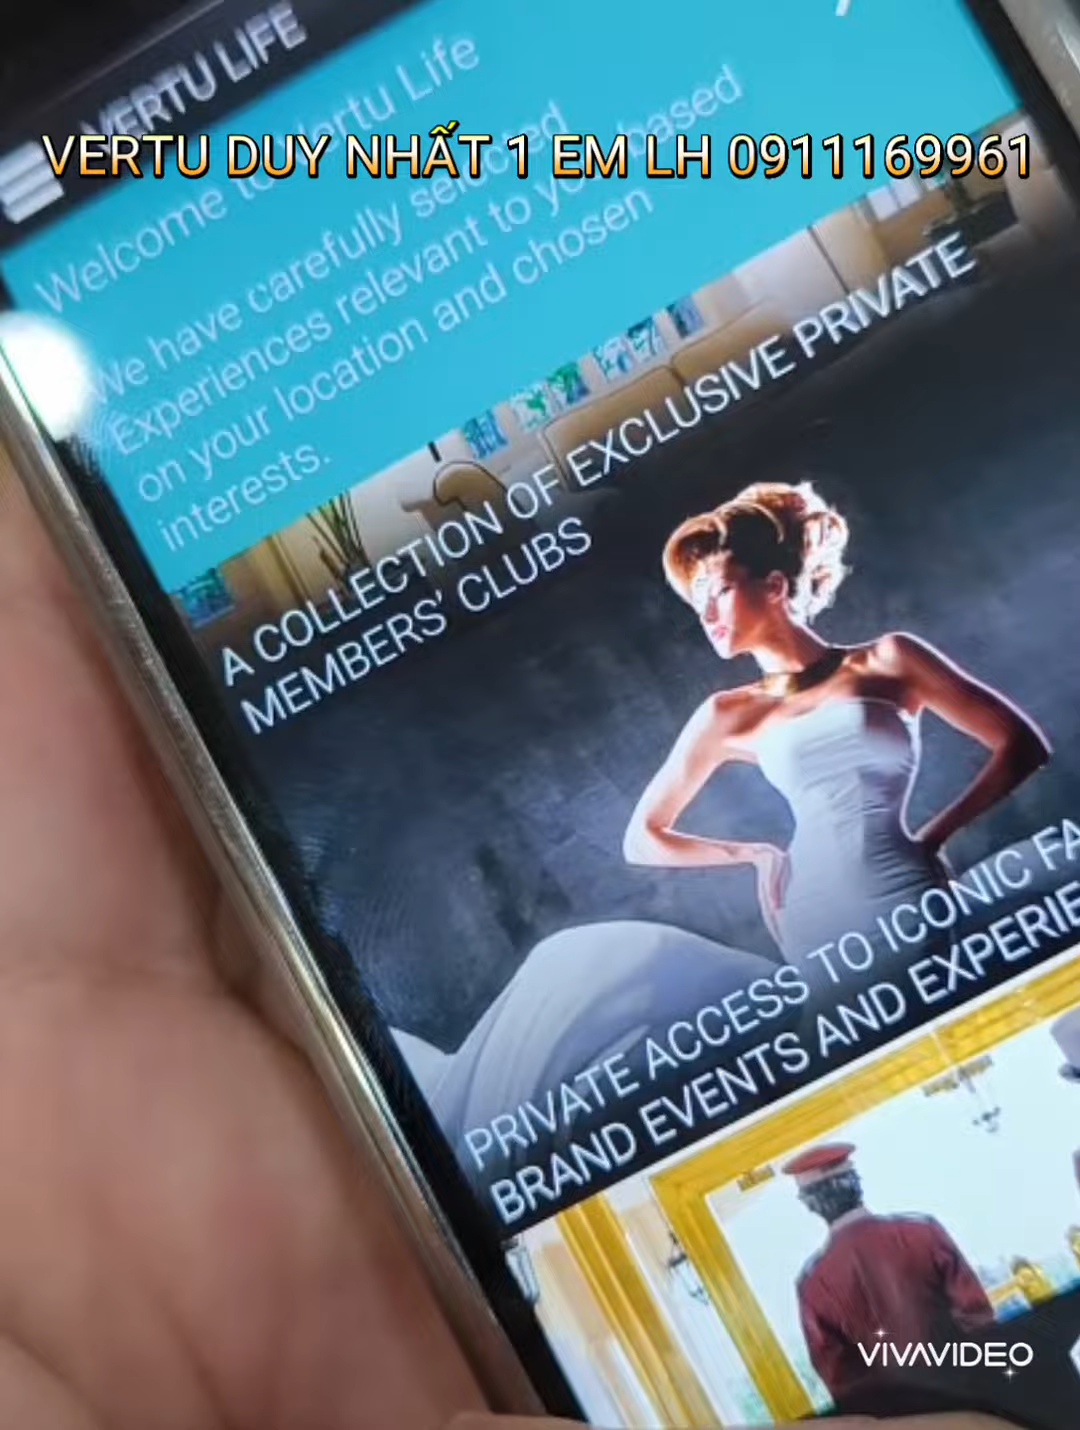 VERTU LIFE
VERTU DUY NHẤT 1 EM LH 0911169961
Welcome to Vertu Life
We have carefully selected
Experiences relevant to you based
on your location and chosen
interests.
A COLLECTION OF EXCLUSIVE PRIVATE
MEMBERS' CLUBS
PRIVATE ACCESS TO ICONIC FA
BRAND EVENTS AND EXPERIE
VIVAVIDEO